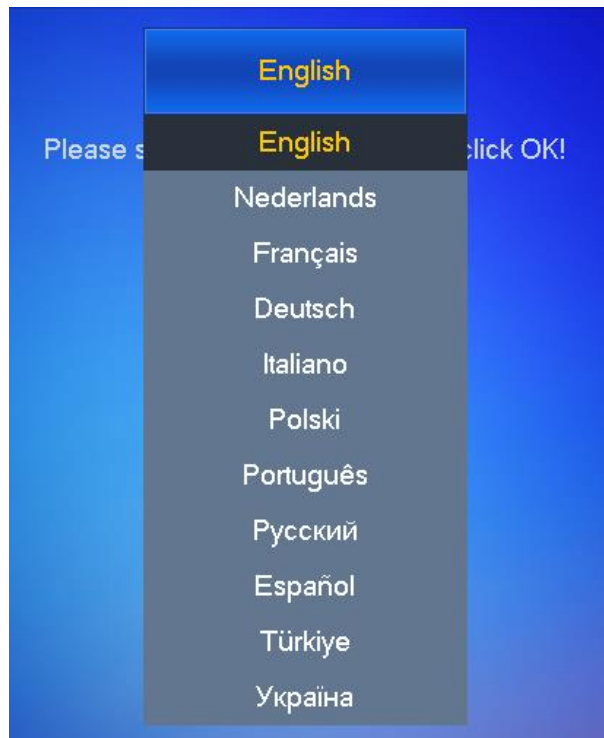 English
Please s
English
click OK!
Nederlands
Français
Deutsch
Italiano
Polski
Português
Русский
Español
Türkiye
Україна